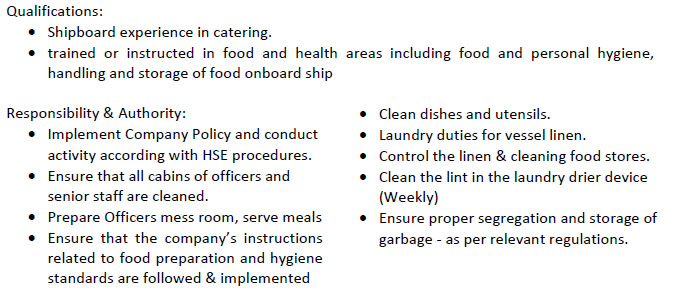 Qualifications:
• Shipboard experience in catering.
• trained or instructed in food and health areas including food and personal hygiene,
handling and storage of food onboard ship
Responsibility & Authority:
• Implement Company Policy and conduct
activity according with HSE procedures.
• Ensure that all cabins of officers and
senior staff are cleaned.
• Prepare Officers mess room, serve meals
• Ensure that the company's instructions
related to food preparation and hygiene
standards are followed & implemented
• Clean dishes and utensils.
• Laundry duties for vessel linen.
• Control the linen & cleaning food stores.
• Clean the lint in the laundry drier device
(Weekly)
• Ensure proper segregation and storage of
garbage - as per relevant regulations.